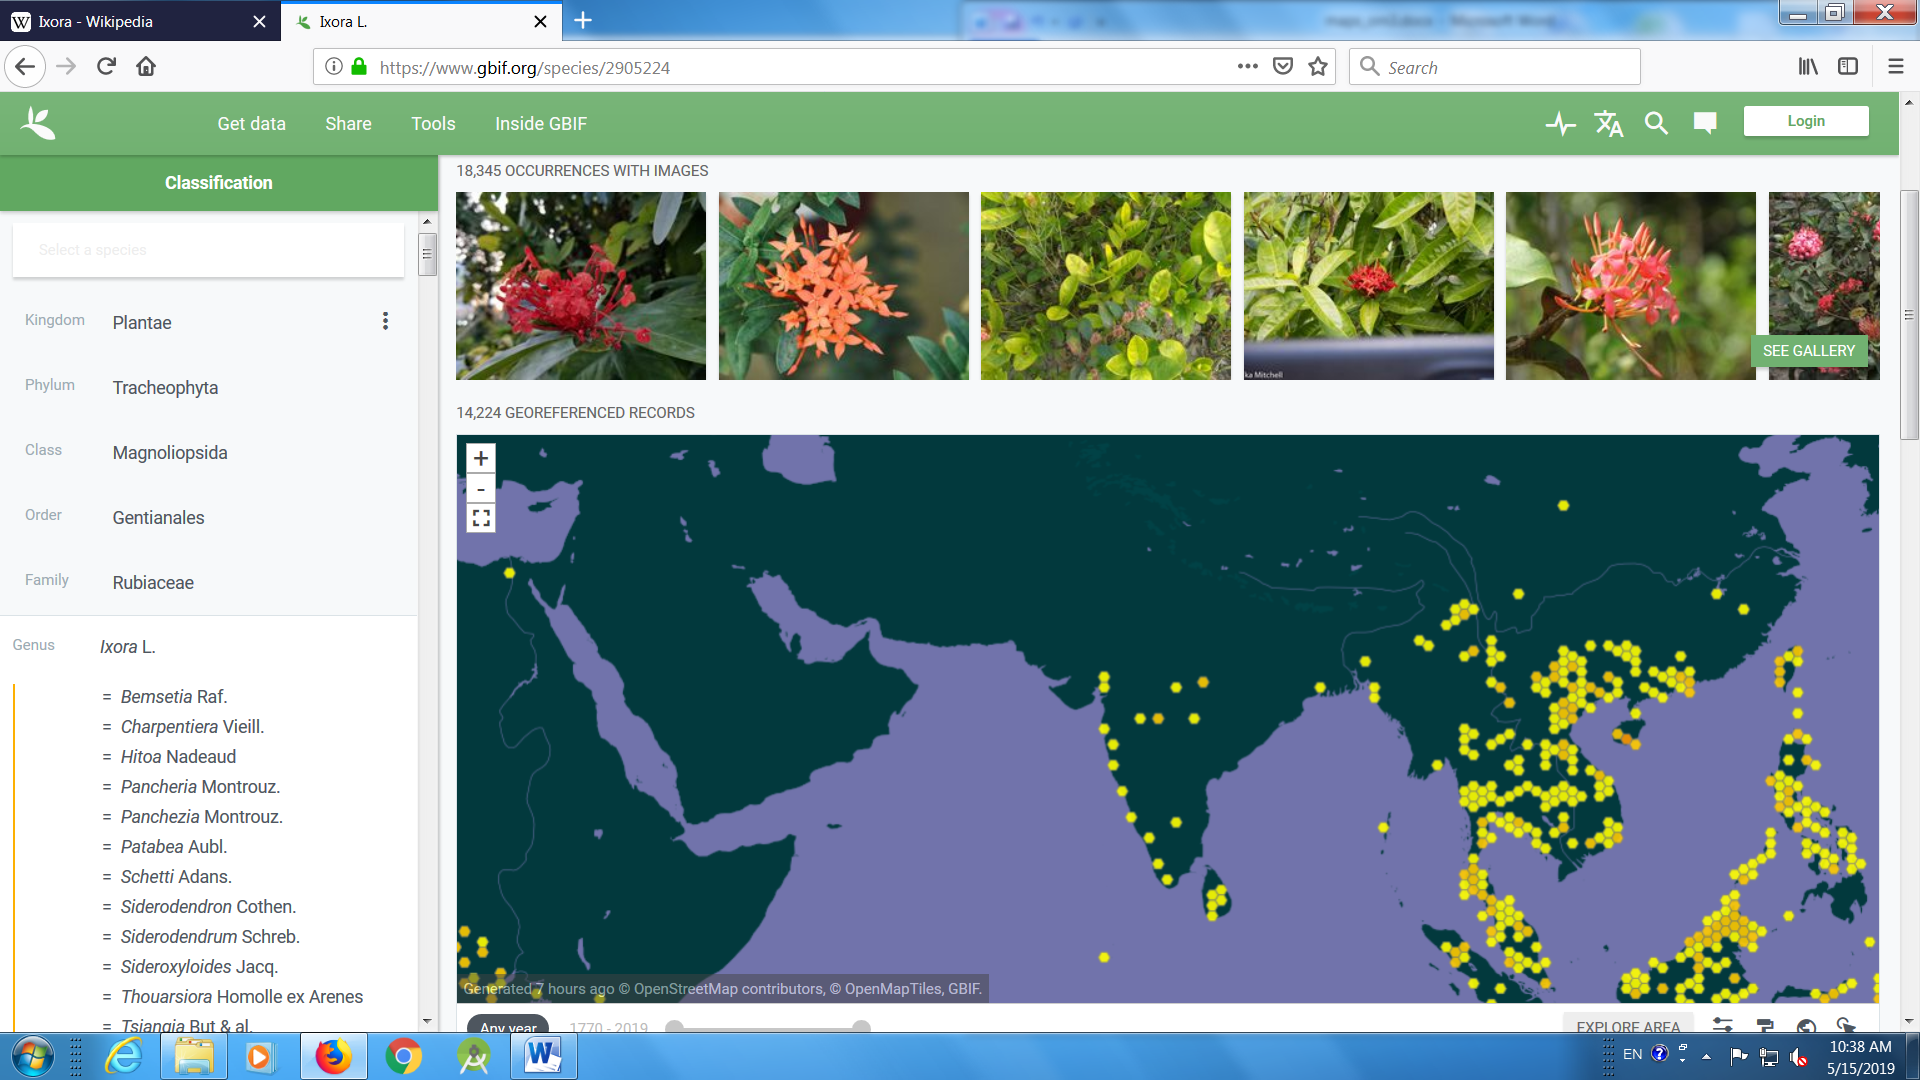 Ixora - Wikipedia
Ixora L.
https://www.gbif.org/species/2905224
Search
Get data
Share
Tools
Inside GBIF
Login
Classification
Select a species
Kingdom Plantae
Phylum Tracheophyta
Class Magnoliopsida
Order Gentianales
Family Rubiaceae
Genus Ixora L.
= Bemsetia Raf.
= Charpentiera Vieill.
= Hitoa Nadeaud
= Pancheria Montrouz.
= Panchezia Montrouz.
= Patabea Aubl.
= Schetti Adans.
= Siderodendron Cothen.
= Siderodendrum Schreb.
= Sideroxyloides Jacq.
= Thouarsiora Homolle ex Arenes
= Tsiangia But & al.
18,345 OCCURRENCES WITH IMAGES
ka Mitchell
SEE GALLERY
14,224 GEOREFERENCED RECORDS
+
-
Generated 7 hours ago © OpenStreetMap contributors, © OpenMapTiles, GBIF.
Any year
1770 - 2019
EXPLORE AREA
EN
10:38 AM
5/15/2019